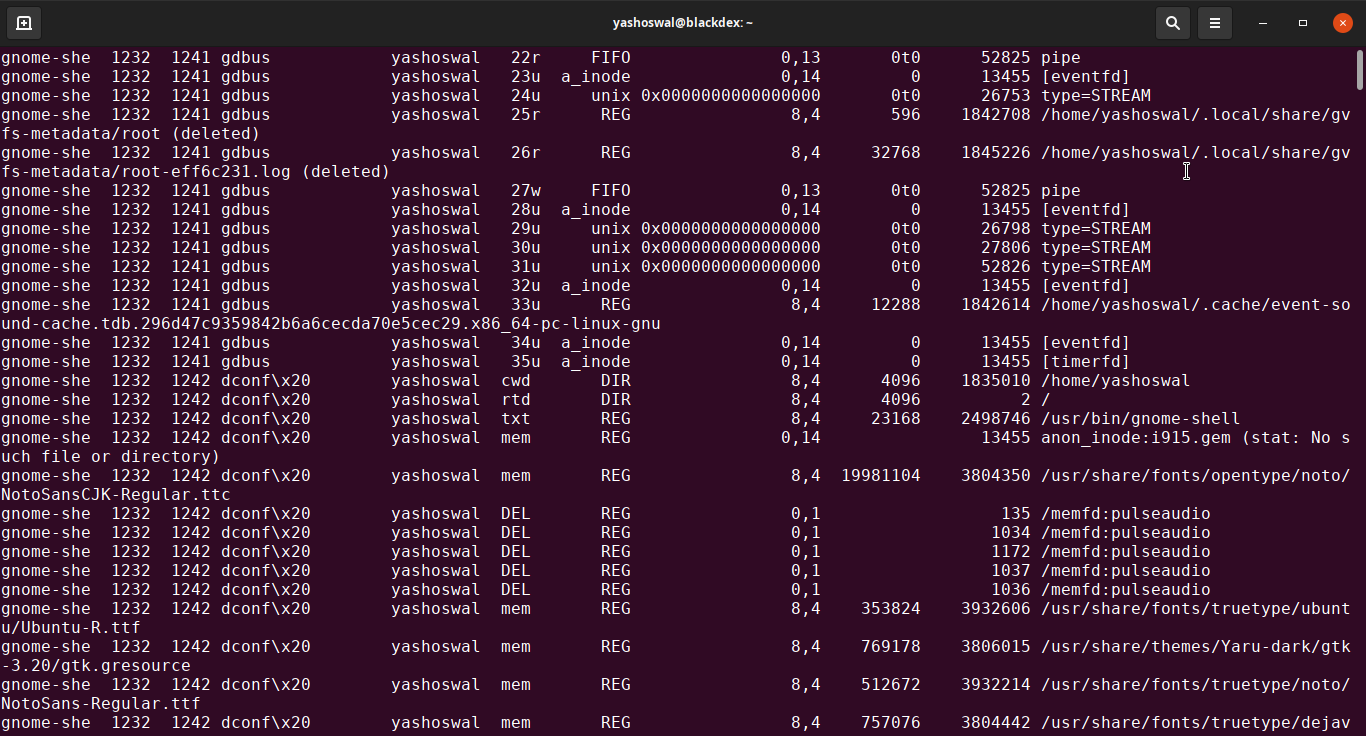 yashoswal@blackdex: ~
gnome-she  1232  1241 gdbus            yashoswal   22r     FIFO               0,13       0t0      52825 pipe
gnome-she  1232  1241 gdbus            yashoswal   23u  a_inode               0,14         0      13455 [eventfd]
gnome-she  1232  1241 gdbus            yashoswal   24u     unix 0x0000000000000000       0t0      26753 type=STREAM
gnome-she  1232  1241 gdbus            yashoswal   25r      REG                8,4       596    1842708 /home/yashoswal/.local/share/gv
fs-metadata/root (deleted)
gnome-she  1232  1241 gdbus            yashoswal   26r      REG                8,4     32768    1845226 /home/yashoswal/.local/share/gv
fs-metadata/root-eff6c231.log (deleted)
gnome-she  1232  1241 gdbus            yashoswal   27w     FIFO               0,13       0t0      52825 pipe
gnome-she  1232  1241 gdbus            yashoswal   28u  a_inode               0,14         0      13455 [eventfd]
gnome-she  1232  1241 gdbus            yashoswal   29u     unix 0x0000000000000000       0t0      26798 type=STREAM
gnome-she  1232  1241 gdbus            yashoswal   30u     unix 0x0000000000000000       0t0      27806 type=STREAM
gnome-she  1232  1241 gdbus            yashoswal   31u     unix 0x0000000000000000       0t0      52826 type=STREAM
gnome-she  1232  1241 gdbus            yashoswal   32u  a_inode               0,14         0      13455 [eventfd]
gnome-she  1232  1241 gdbus            yashoswal   33u      REG                8,4     12288    1842614 /home/yashoswal/.cache/event-so
und-cache.tdb.296d47c9359842b6a6cecda70e5cec29.x86_64-pc-linux-gnu
gnome-she  1232  1241 gdbus            yashoswal   34u  a_inode               0,14         0      13455 [eventfd]
gnome-she  1232  1241 gdbus            yashoswal   35u  a_inode               0,14         0      13455 [timerfd]
gnome-she  1232  1242 dconf\x20        yashoswal  cwd       DIR                8,4      4096    1835010 /home/yashoswal
gnome-she  1232  1242 dconf\x20        yashoswal  rtd       DIR                8,4      4096          2 /
gnome-she  1232  1242 dconf\x20        yashoswal  txt       REG                8,4     23168    2498746 /usr/bin/gnome-shell
gnome-she  1232  1242 dconf\x20        yashoswal  mem       REG               0,14                13455 anon_inode:i915.gem (stat: No s
uch file or directory)
gnome-she  1232  1242 dconf\x20        yashoswal  mem       REG                8,4  19981104    3804350 /usr/share/fonts/opentype/noto/
NotoSansCJK-Regular.ttc
gnome-she  1232  1242 dconf\x20        yashoswal  DEL       REG                0,1                  135 /memfd:pulseaudio
gnome-she  1232  1242 dconf\x20        yashoswal  DEL       REG                0,1                 1034 /memfd:pulseaudio
gnome-she  1232  1242 dconf\x20        yashoswal  DEL       REG                0,1                 1172 /memfd:pulseaudio
gnome-she  1232  1242 dconf\x20        yashoswal  DEL       REG                0,1                 1037 /memfd:pulseaudio
gnome-she  1232  1242 dconf\x20        yashoswal  DEL       REG                0,1                 1036 /memfd:pulseaudio
gnome-she  1232  1242 dconf\x20        yashoswal  mem       REG                8,4    353824    3932606 /usr/share/fonts/truetype/ubunt
u/Ubuntu-R.ttf
gnome-she  1232  1242 dconf\x20        yashoswal  mem       REG                8,4    769178    3806015 /usr/share/themes/Yaru-dark/gtk
-3.20/gtk.gresource
gnome-she  1232  1242 dconf\x20        yashoswal  mem       REG                8,4    512672    3932214 /usr/share/fonts/truetype/noto/
NotoSans-Regular.ttf
gnome-she  1232  1242 dconf\x20        yashoswal  mem       REG                8,4    757076    3804442 /usr/share/fonts/truetype/dejav